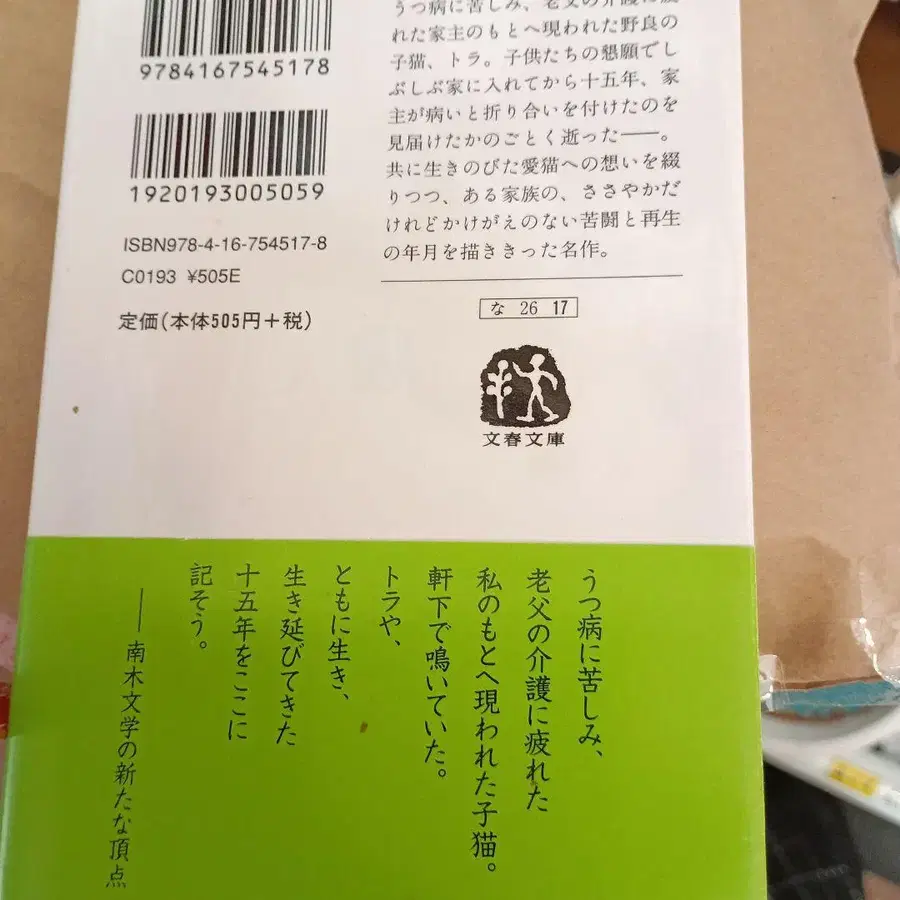 9784167545178
1920193005059
ISBN978-4-16-754517-8
C0193 ¥505E
定価(本体505円+税)
うつ病に苦しみ、老父の介護に疲
れた家主のもとへ現われた野良の
子猫、トラ。子供たちの懇願でし
ぶしぶ家に入れてから十五年、家
主が病いと折り合いを付けたのを
見届けたかのごとく逝った――。
共に生きのびた愛猫への想いを綴
りつつ、ある家族の、ささやかだ
けれどかけがえのない苦闘と再生
の年月を描ききった名作。
な 26 17
文春文庫
うつ病に苦しみ、
老父の介護に疲れた
私のもとへ現われた子猫。
軒下で鳴いていた。
トラや、
ともに生き、
生き延びてきた
十五年をここに
記そう。
――南木文学の新たな頂点